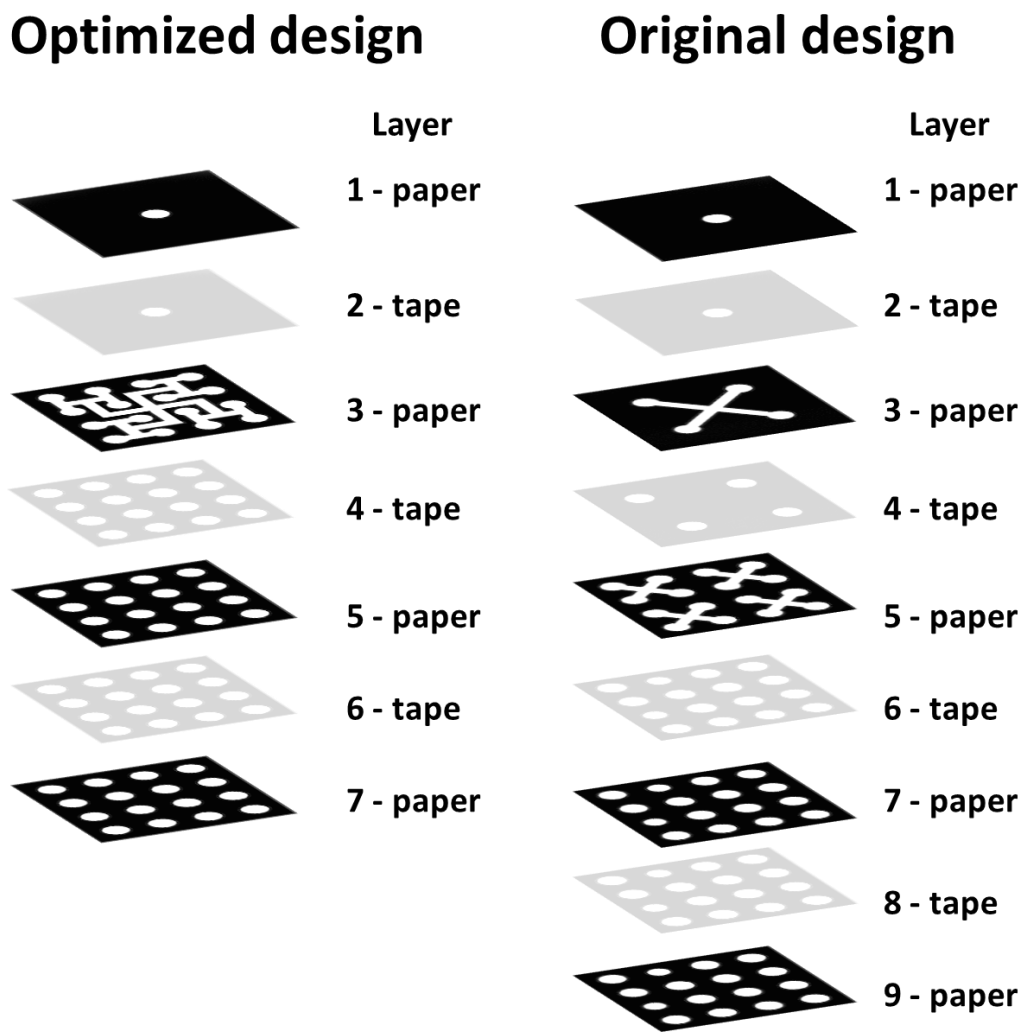 Optimized design
Layer
1 - paper
2 - tape
3 - paper
4 - tape
5 - paper
6 - tape
7 - paper
Original design
Layer
1 - paper
2 - tape
3 - paper
4 - tape
5 - paper
6 - tape
7 - paper
8 - tape
9 - paper